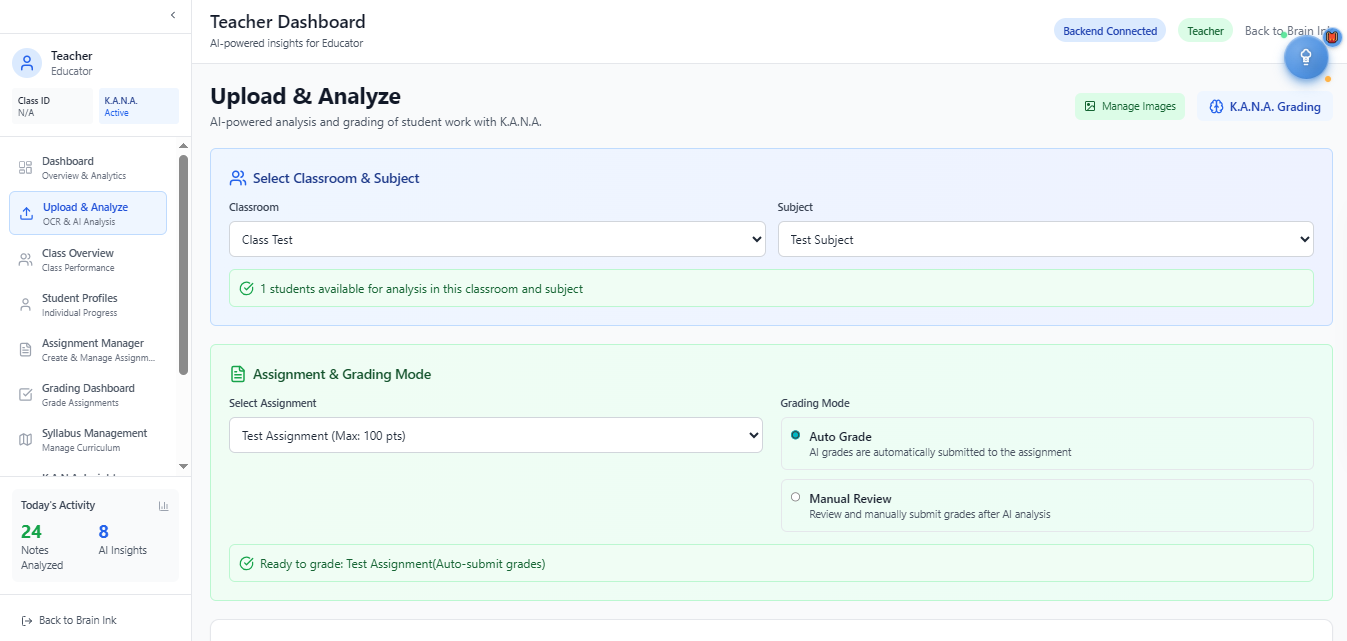 Teacher
Educator
Class ID
N/A
K.A.N.A.
Active
Dashboard
Overview & Analytics
Upload & Analyze
OCR & AI Analysis
Class Overview
Class Performance
Student Profiles
Individual Progress
Assignment Manager
Create & Manage Assignm...
Grading Dashboard
Grade Assignments
Syllabus Management
Manage Curriculum
Today's Activity
24
Notes
Analyzed
8
AI Insights
Back to Brain Ink
Teacher Dashboard
AI-powered insights for Educator
Backend Connected
Teacher
Back to Brain Ink
Upload & Analyze
AI-powered analysis and grading of student work with K.A.N.A.
Manage Images
K.A.N.A. Grading
Select Classroom & Subject
Classroom
Class Test
Subject
Test Subject
1 students available for analysis in this classroom and subject
Assignment & Grading Mode
Select Assignment
Test Assignment (Max: 100 pts)
Grading Mode
Auto Grade
AI grades are automatically submitted to the assignment
Manual Review
Review and manually submit grades after AI analysis
Ready to grade: Test Assignment(Auto-submit grades)